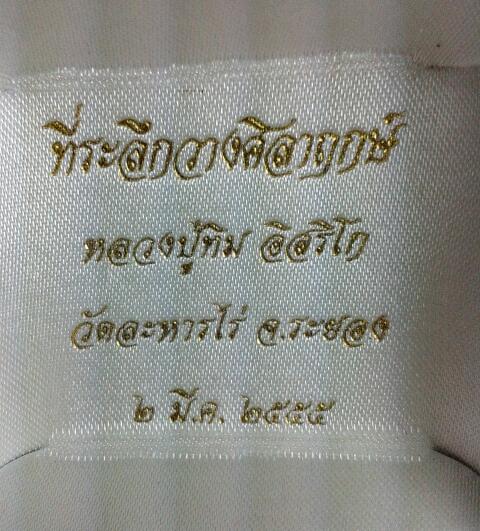 ที่ระลึกวางศิลาฤกษ์
หลวงปู่ทิม อิสริโก
วัดละหารไร่ จ.ระยอง
๒ มี.ค. ๒๕๕๕